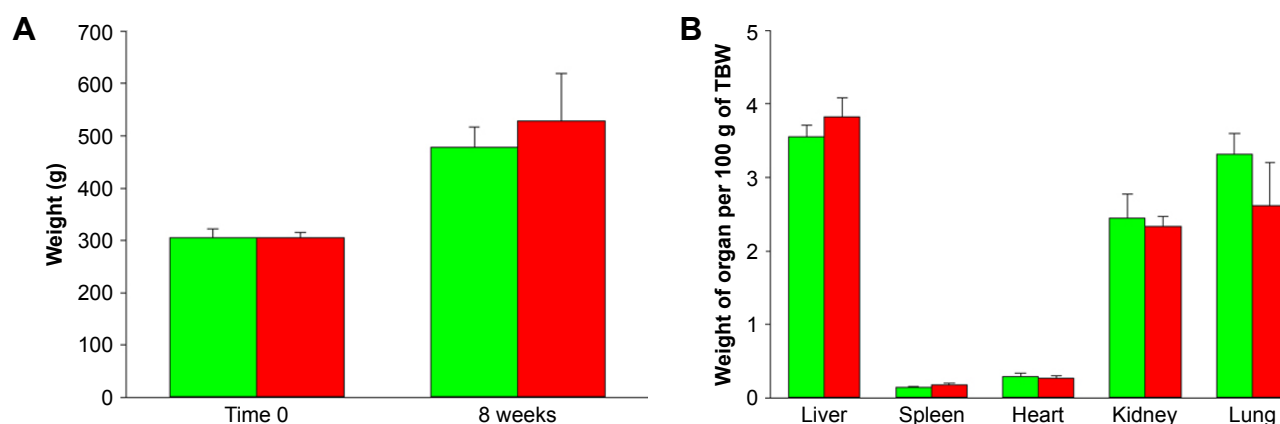 A
Weight (g)
700
600
500
400
300
200
100
0
Time 0 8 weeks
B
Weight of organ per 100 g of TBW
5
4
3
2
1
0
Liver Spleen Heart Kidney Lung